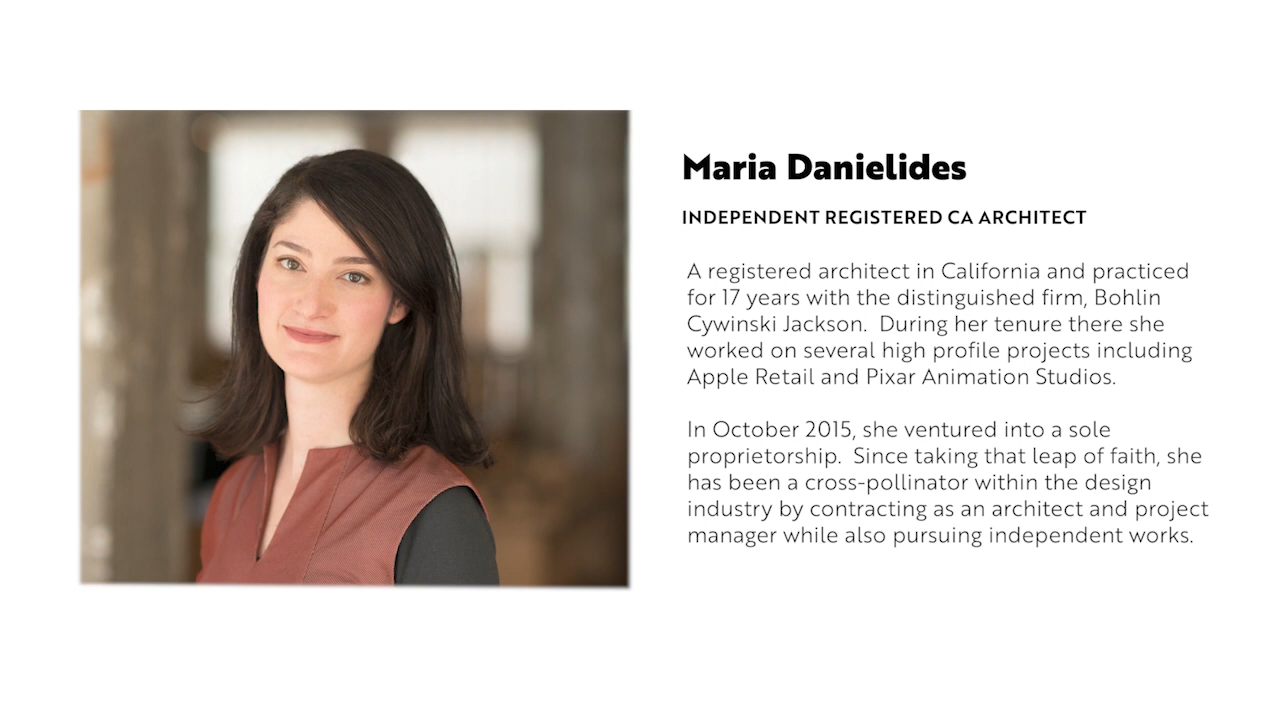 Maria Danielides
INDEPENDENT REGISTERED CA ARCHITECT
A registered architect in California and practiced
for 17 years with the distinguished firm, Bohlin
Cywinski Jackson.  During her tenure there she
worked on several high profile projects including
Apple Retail and Pixar Animation Studios.
In October 2015, she ventured into a sole
proprietorship.  Since taking that leap of faith, she
has been a cross-pollinator within the design
industry by contracting as an architect and project
manager while also pursuing independent works.